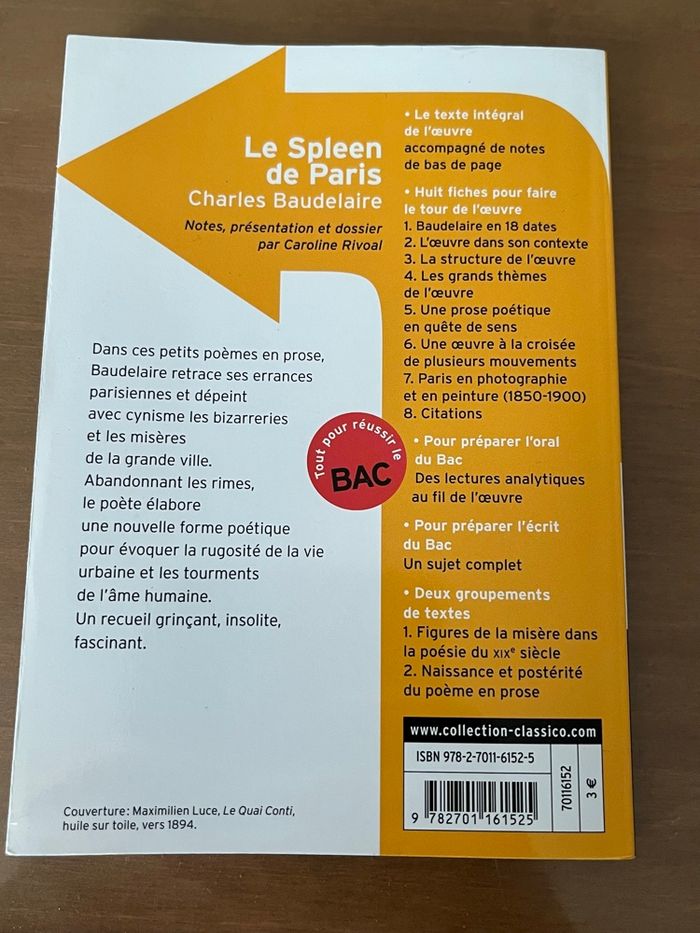 Le Spleen
de Paris
Charles Baudelaire
Notes, présentation et dossier
par Caroline Rivoal
Dans ces petits poèmes en prose,
Baudelaire retrace ses errances
parisiennes et dépeint
avec cynisme les bizarreries
et les misères
de la grande ville.
Abandonnant les rimes,
le poète élabore
une nouvelle forme poétique
pour évoquer la rugosité de la vie
urbaine et les tourments
de l'âme humaine.
Un recueil grinçant, insolite,
fascinant.
Couverture : Maximilien Luce, Le Quai Conti,
huile sur toile, vers 1894.
Tout pour réussir le
BAC
• Le texte intégral
de l'œuvre
accompagné de notes
de bas de page
• Huit fiches pour faire
le tour de l'œuvre
1. Baudelaire en 18 dates
2. L'œuvre dans son contexte
3. La structure de l'œuvre
4. Les grands thèmes
de l'œuvre
5. Une prose poétique
en quête de sens
6. Une œuvre à la croisée
de plusieurs mouvements
7. Paris en photographie
et en peinture (1850-1900)
8. Citations
• Pour préparer l'oral
du Bac
Des lectures analytiques
au fil de l'œuvre
• Pour préparer l'écrit
du Bac
Un sujet complet
• Deux groupements
de textes
1. Figures de la misère dans
la poésie du XIXe siècle
2. Naissance et postérité
du poème en prose
www.collection-classico.com
ISBN 978-2-7011-6152-5
9 782701 161525
70116152
3 €